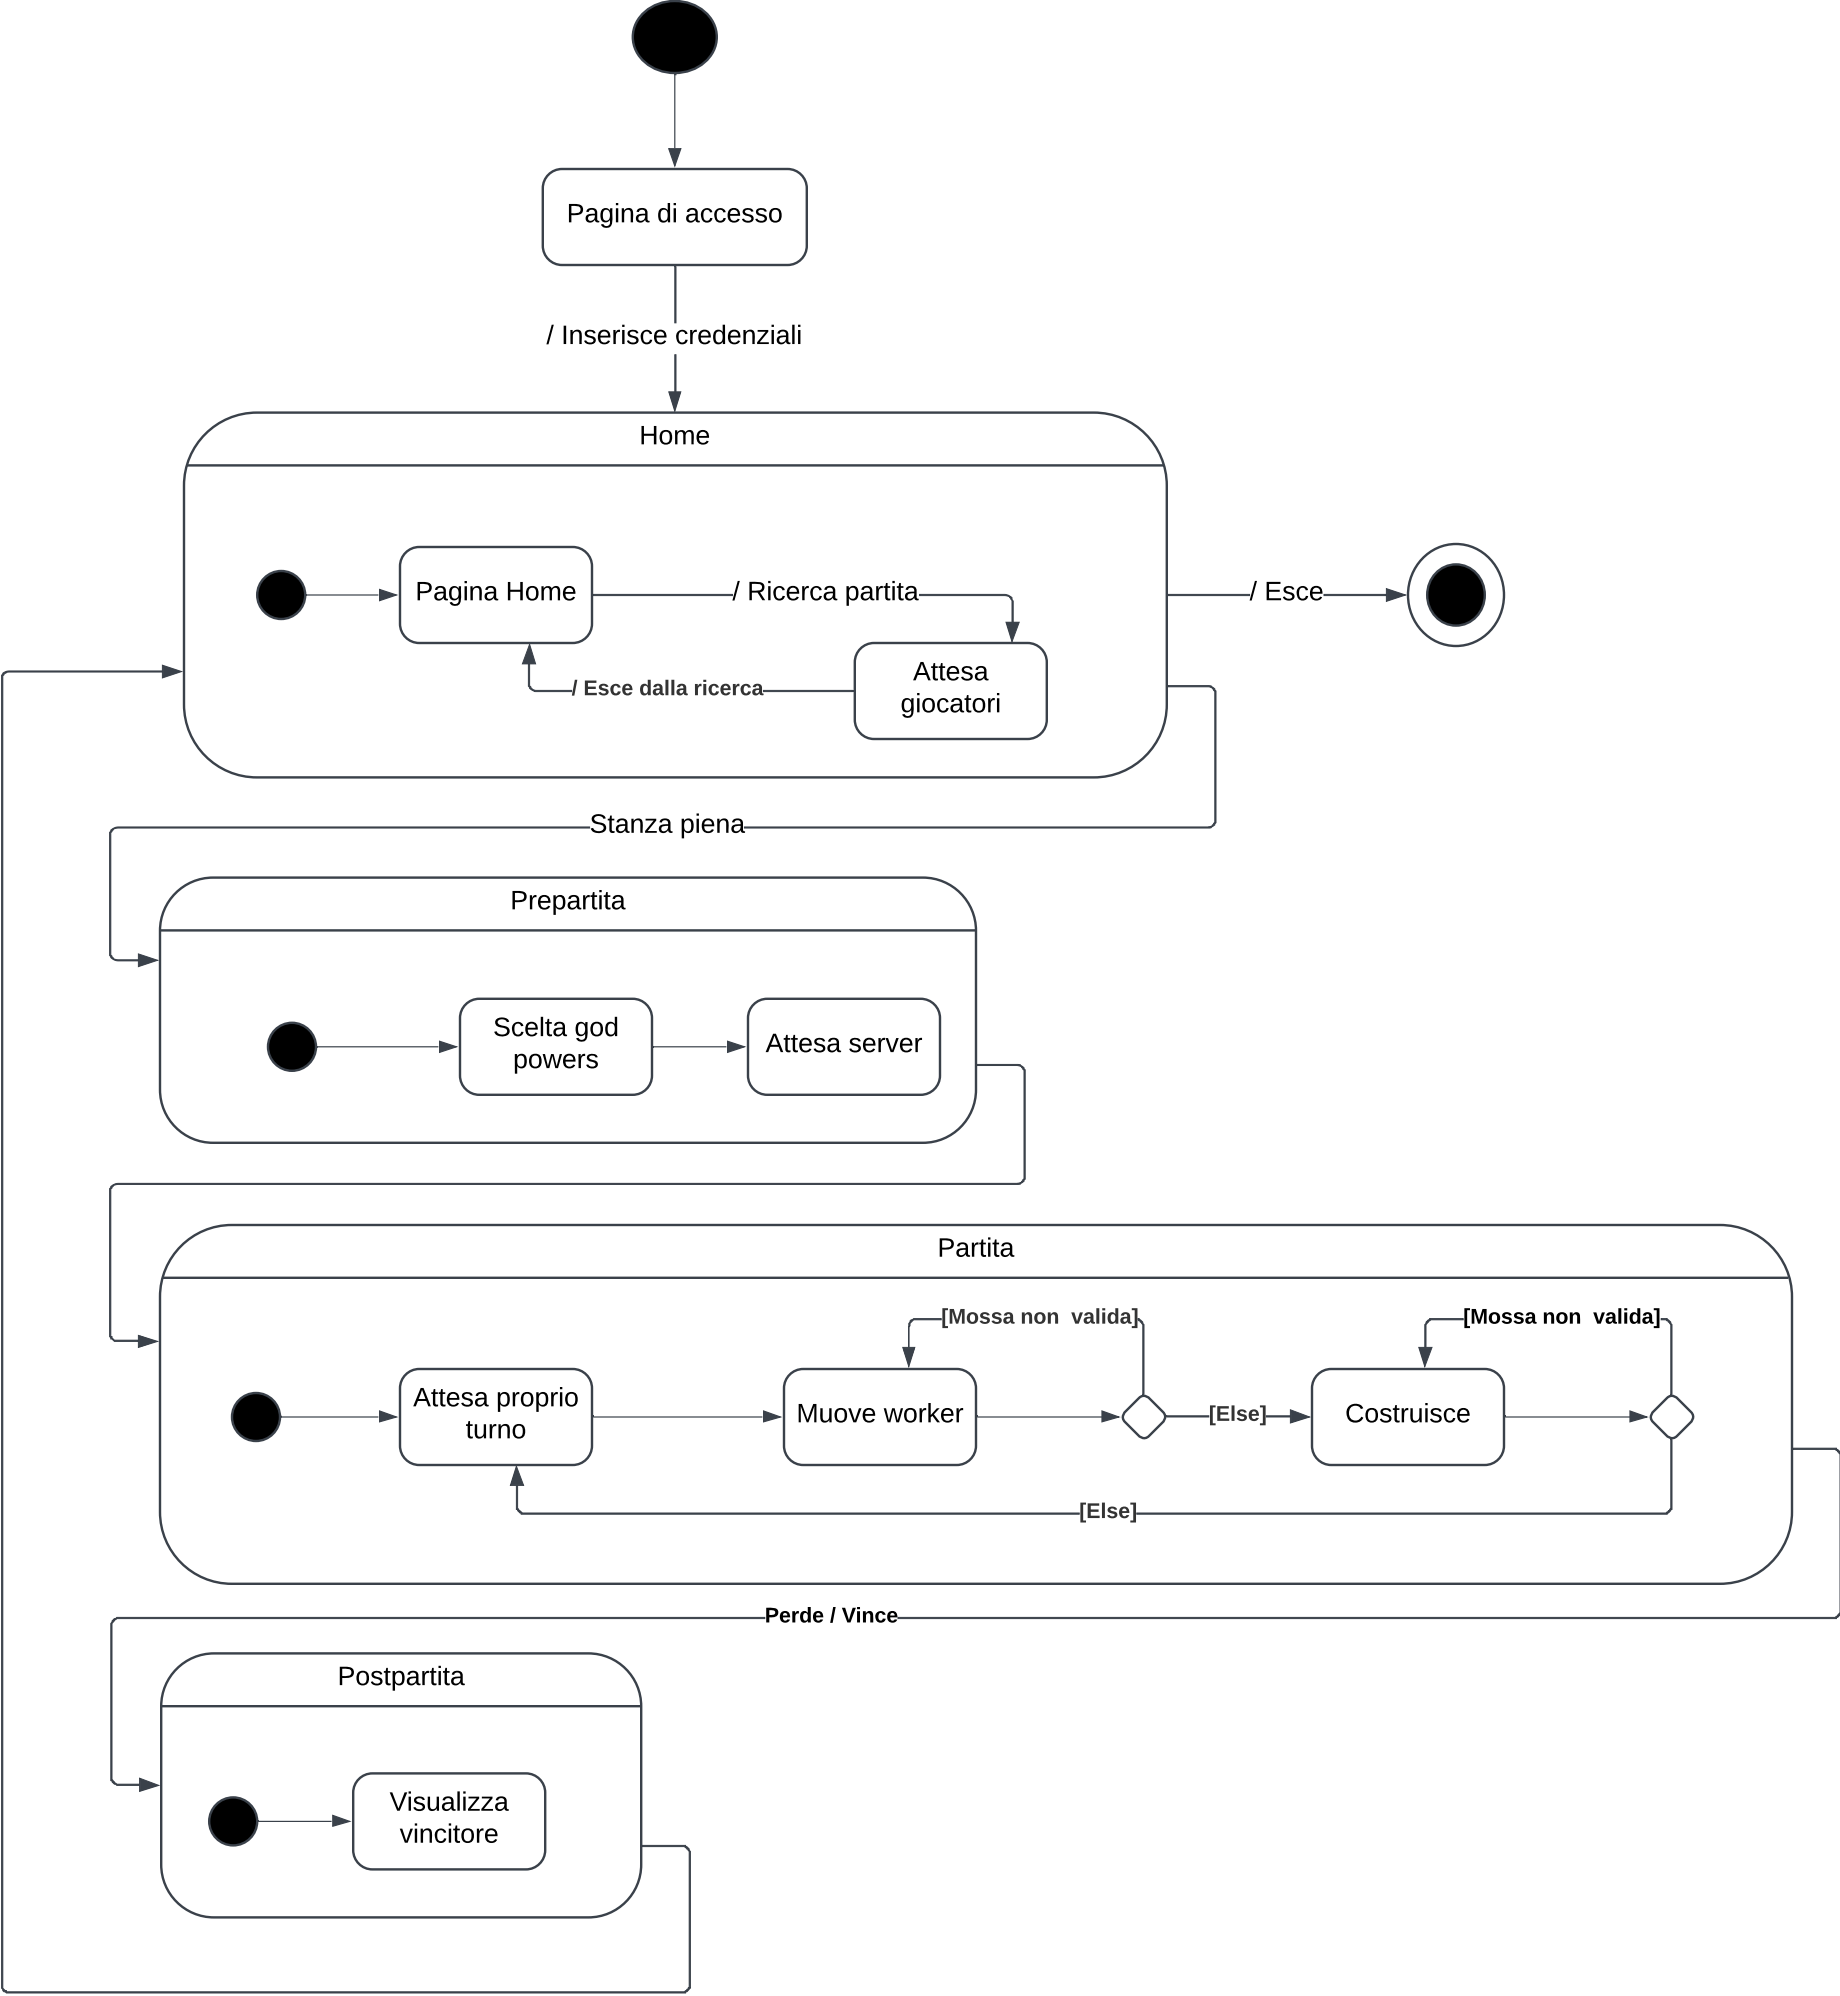 Pagina di accesso
/ Inserisce credenziali
Home
Pagina Home
/ Ricerca partita
/ Esce
Attesa
giocatori
/ Esce dalla ricerca
Stanza piena
Prepartita
Scelta god
powers
Attesa server
Partita
[Mossa non  valida]
[Mossa non  valida]
Attesa proprio
turno
Muove worker
[Else]
Costruisce
[Else]
Perde / Vince
Postpartita
Visualizza
vincitore